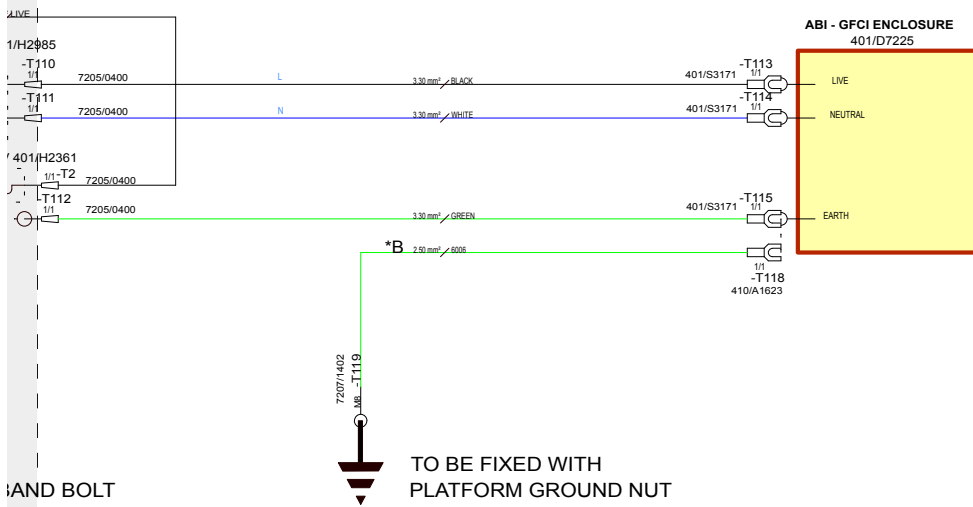 LIVE
ABI - GFCI ENCLOSURE
401/D7225
1/H2985
-T110
1/1
7205/0400
L
3.30 mm² BLACK
401/S3171
-T113
1/1
LIVE
-T111
1/1
7205/0400
N
3.30 mm² WHITE
401/S3171
-T114
1/1
NEUTRAL
/ 401/H2361
1/1
-T2
7205/0400
-T112
1/1
7205/0400
3.30 mm² GREEN
401/S3171
-T115
1/1
EARTH
*B
2.50 mm² 6006
1/1
-T118
410/A1623
7207/1402
-T119
MB
TO BE FIXED WITH
BAND BOLT
PLATFORM GROUND NUT